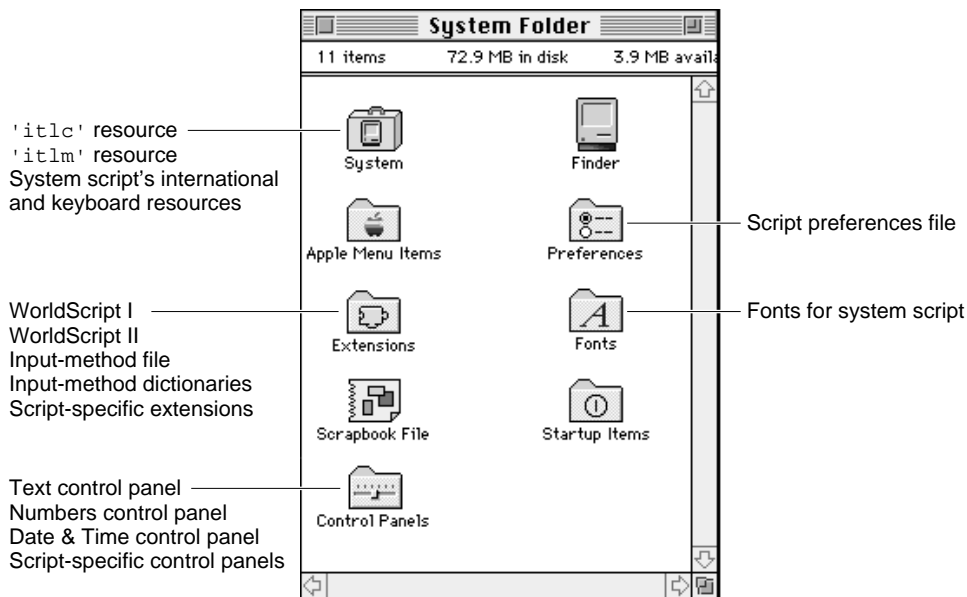 System Folder
11 items 72.9 MB in disk 3.9 MB availa
'itlc' resource
'itlm' resource
System script's international
and keyboard resources
System
Finder
Apple Menu Items
Preferences
Script preferences file
WorldScript I
WorldScript II
Input-method file
Input-method dictionaries
Script-specific extensions
Extensions
Fonts
Fonts for system script
Scrapbook File
Startup Items
Text control panel
Numbers control panel
Date & Time control panel
Script-specific control panels
Control Panels